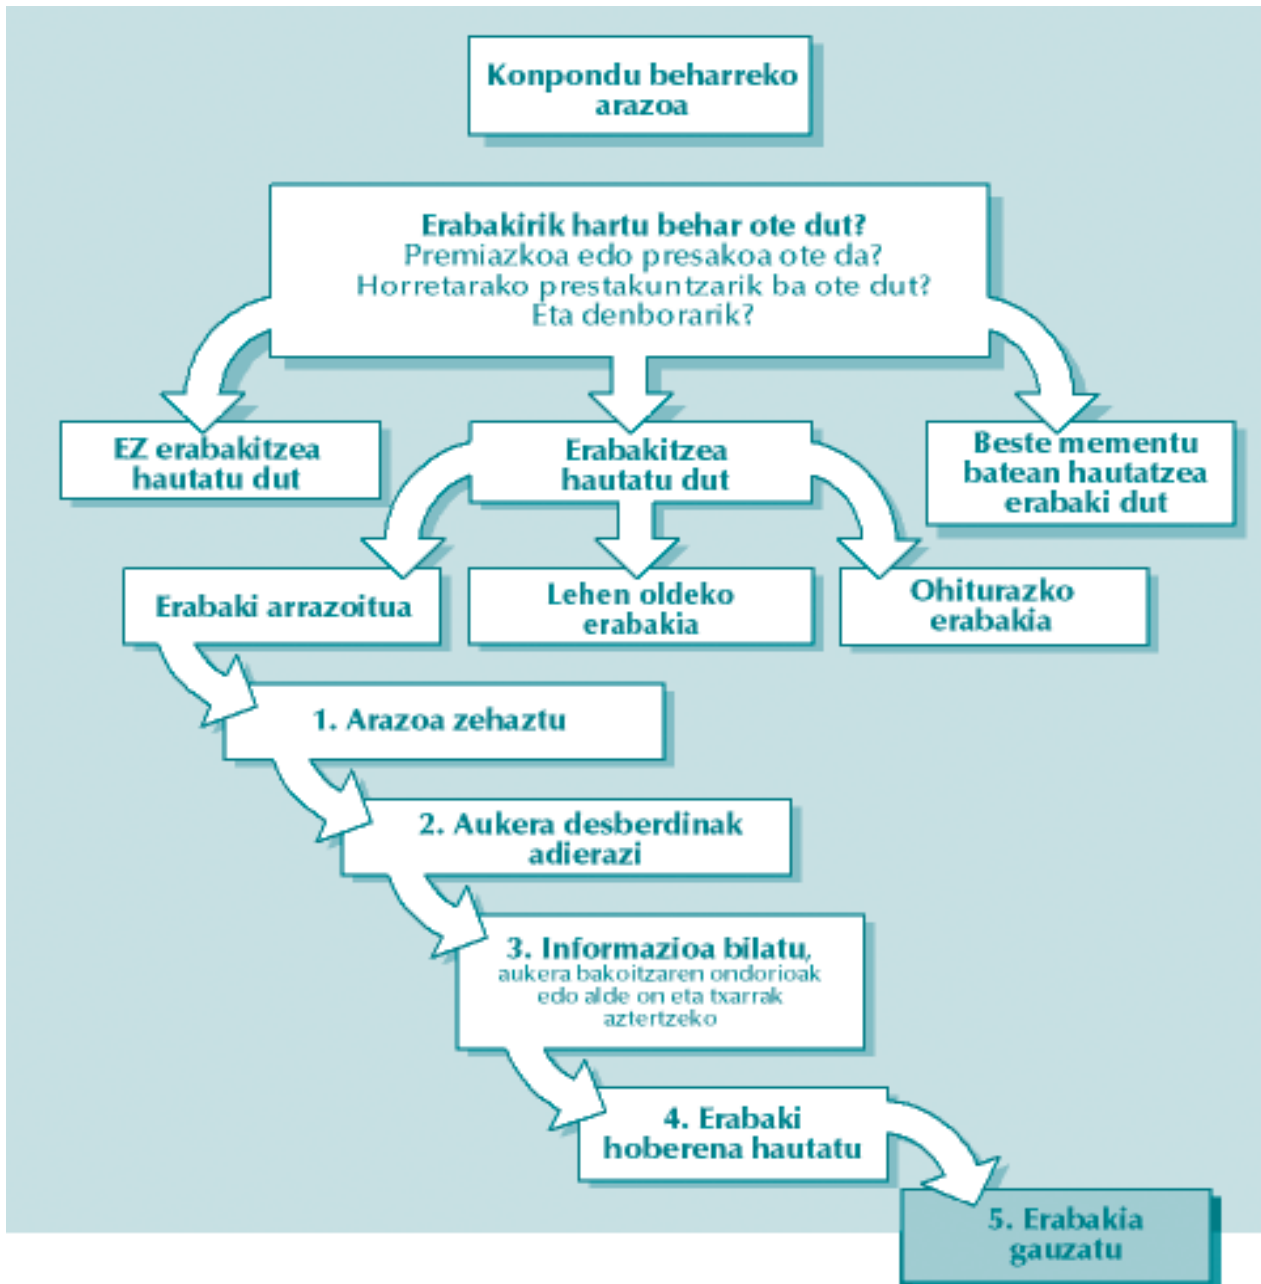 Konpondu beharreko
arazoa
Erabakirik hartu behar ote dut?
Premiazkoa edo presakoa ote da?
Horretarako prestakuntzarik ba ote dut?
Eta denborarik?
EZ erabakitzea
hautatu dut
Erabakitzea
hautatu dut
Beste mementu
batean hautatzea
erabaki dut
Erabaki arrazoitua
Lehen oldeko
erabakia
Ohiturazko
erabakia
1. Arazoa zehaztu
2. Aukera desberdinak
adierazi
3. Informazioa bilatu,
aukera bakoitzaren ondorioak
edo alde on eta txarrak
aztertzeko
4. Erabaki
hoberena hautatu
5. Erabakia
gauzatu